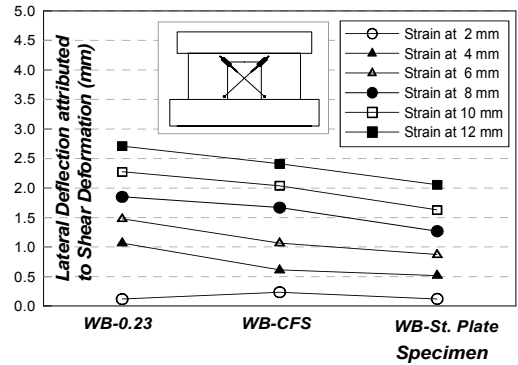 Lateral Deflection attributed
to Shear Deformation (mm)
5.0
4.5
4.0
3.5
3.0
2.5
2.0
1.5
1.0
0.5
0.0
Strain at 2 mm
Strain at 4 mm
Strain at 6 mm
Strain at 8 mm
Strain at 10 mm
Strain at 12 mm
WB-0.23
WB-CFS
WB-St. Plate
Specimen